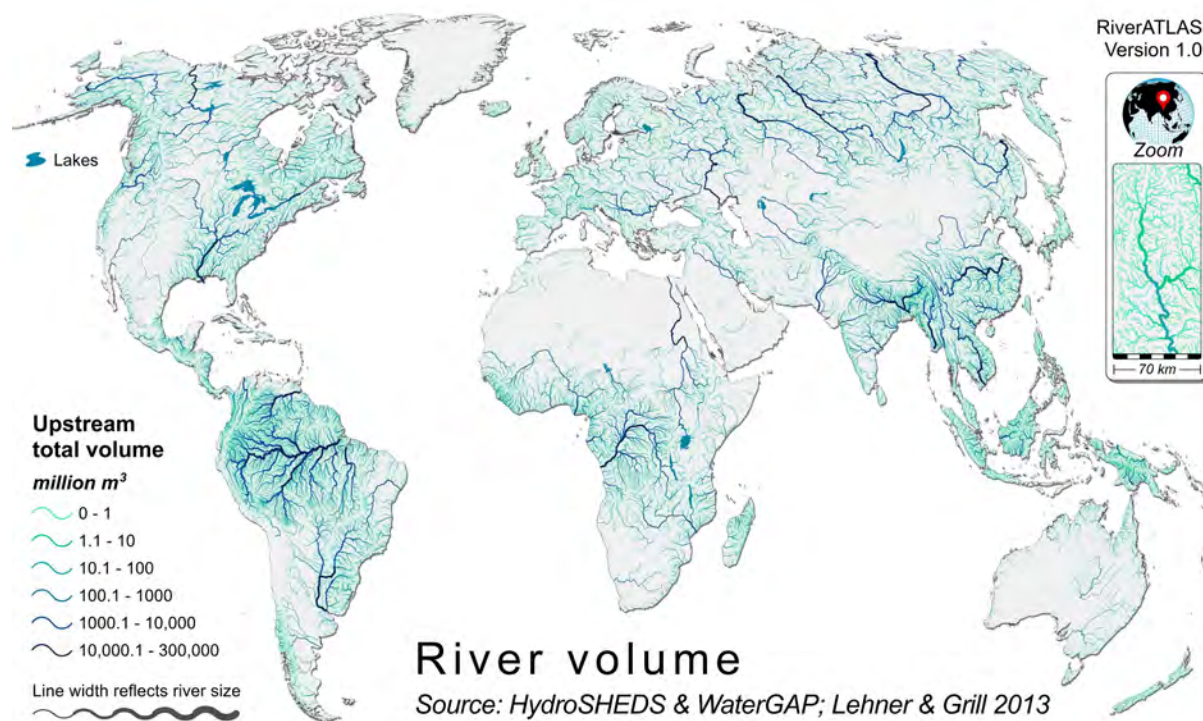 RiverATLAS
Version 1.0
Zoom
70 km
Lakes
Upstream
total volume
million m³
0 - 1
1.1 - 10
10.1 - 100
100.1 - 1000
1000.1 - 10,000
10,000.1 - 300,000
Line width reflects river size
River volume
Source: HydroSHEDS & WaterGAP; Lehner & Grill 2013